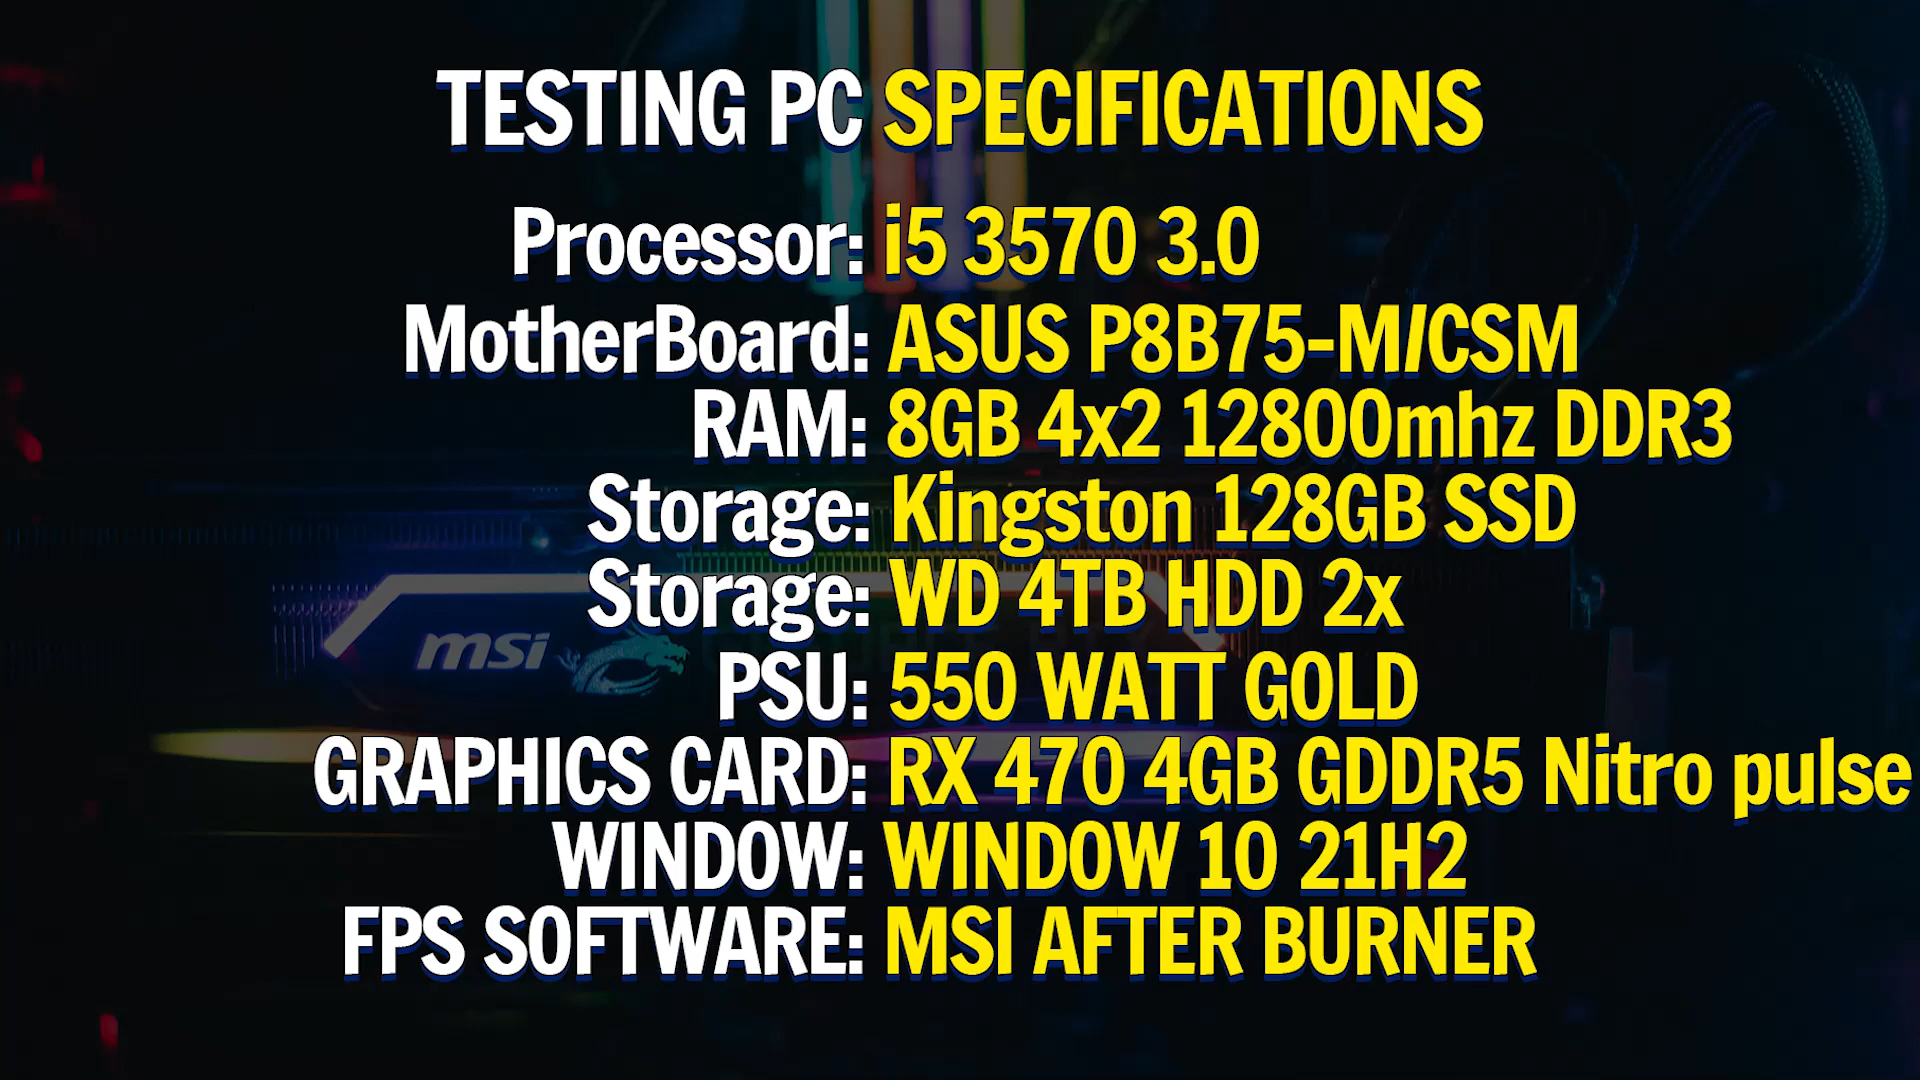 TESTING PC SPECIFICATIONS
Processor: i5 3570 3.0
MotherBoard: ASUS P8B75-M/CSM
RAM: 8GB 4x2 12800mhz DDR3
Storage: Kingston 128GB SSD
Storage: WD 4TB HDD 2x
msi
PSU: 550 WATT GOLD
GRAPHICS CARD: RX 470 4GB GDDR5 Nitro pulse
WINDOW: WINDOW 10 21H2
FPS SOFTWARE: MSI AFTER BURNER